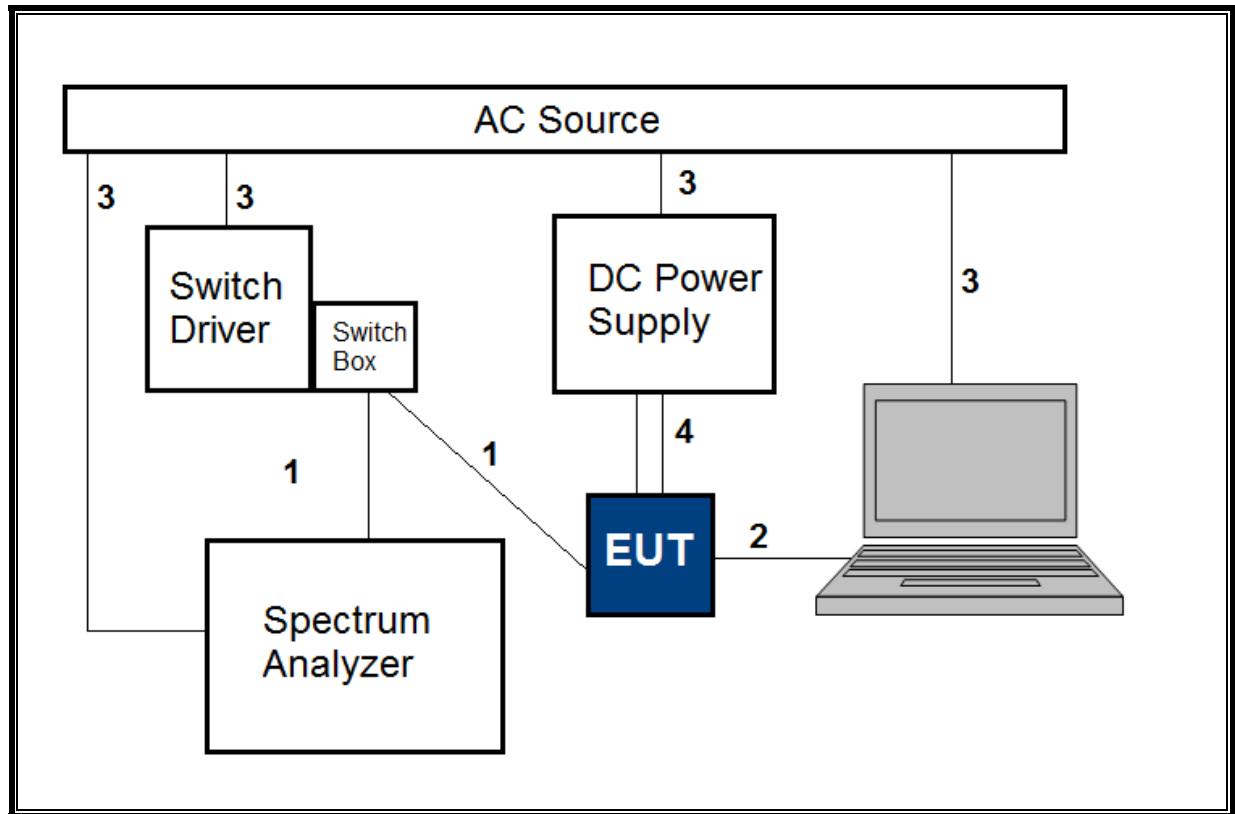 AC Source
3
3
3
3
Switch
Driver
Switch
Box
DC Power
Supply
1
1
4
EUT
2
Spectrum
Analyzer